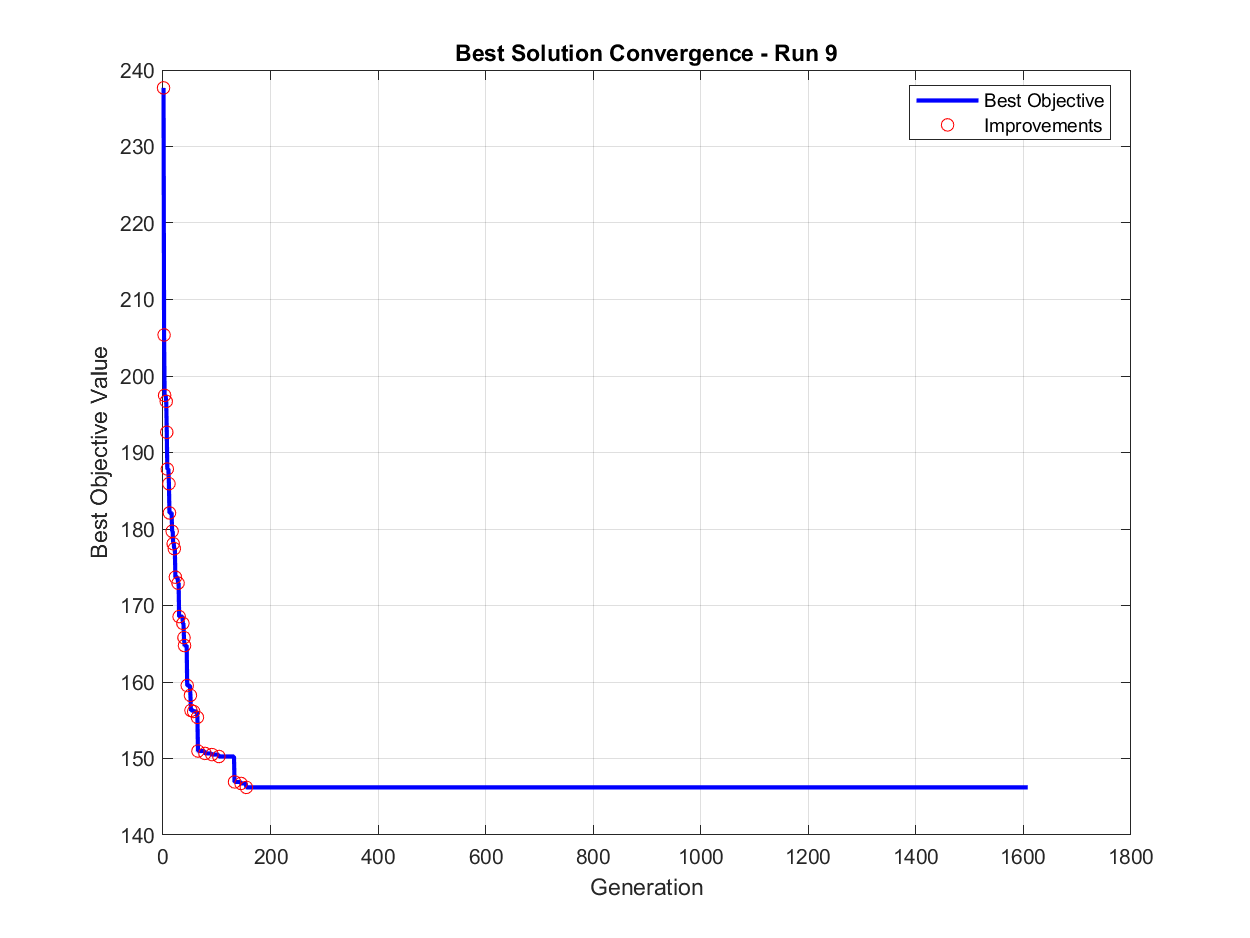 Best Solution Convergence - Run 9
Best Objective
Improvements
Best Objective Value
240
230
220
210
200
190
180
170
160
150
140
0 200 400 600 800 1000 1200 1400 1600 1800
Generation